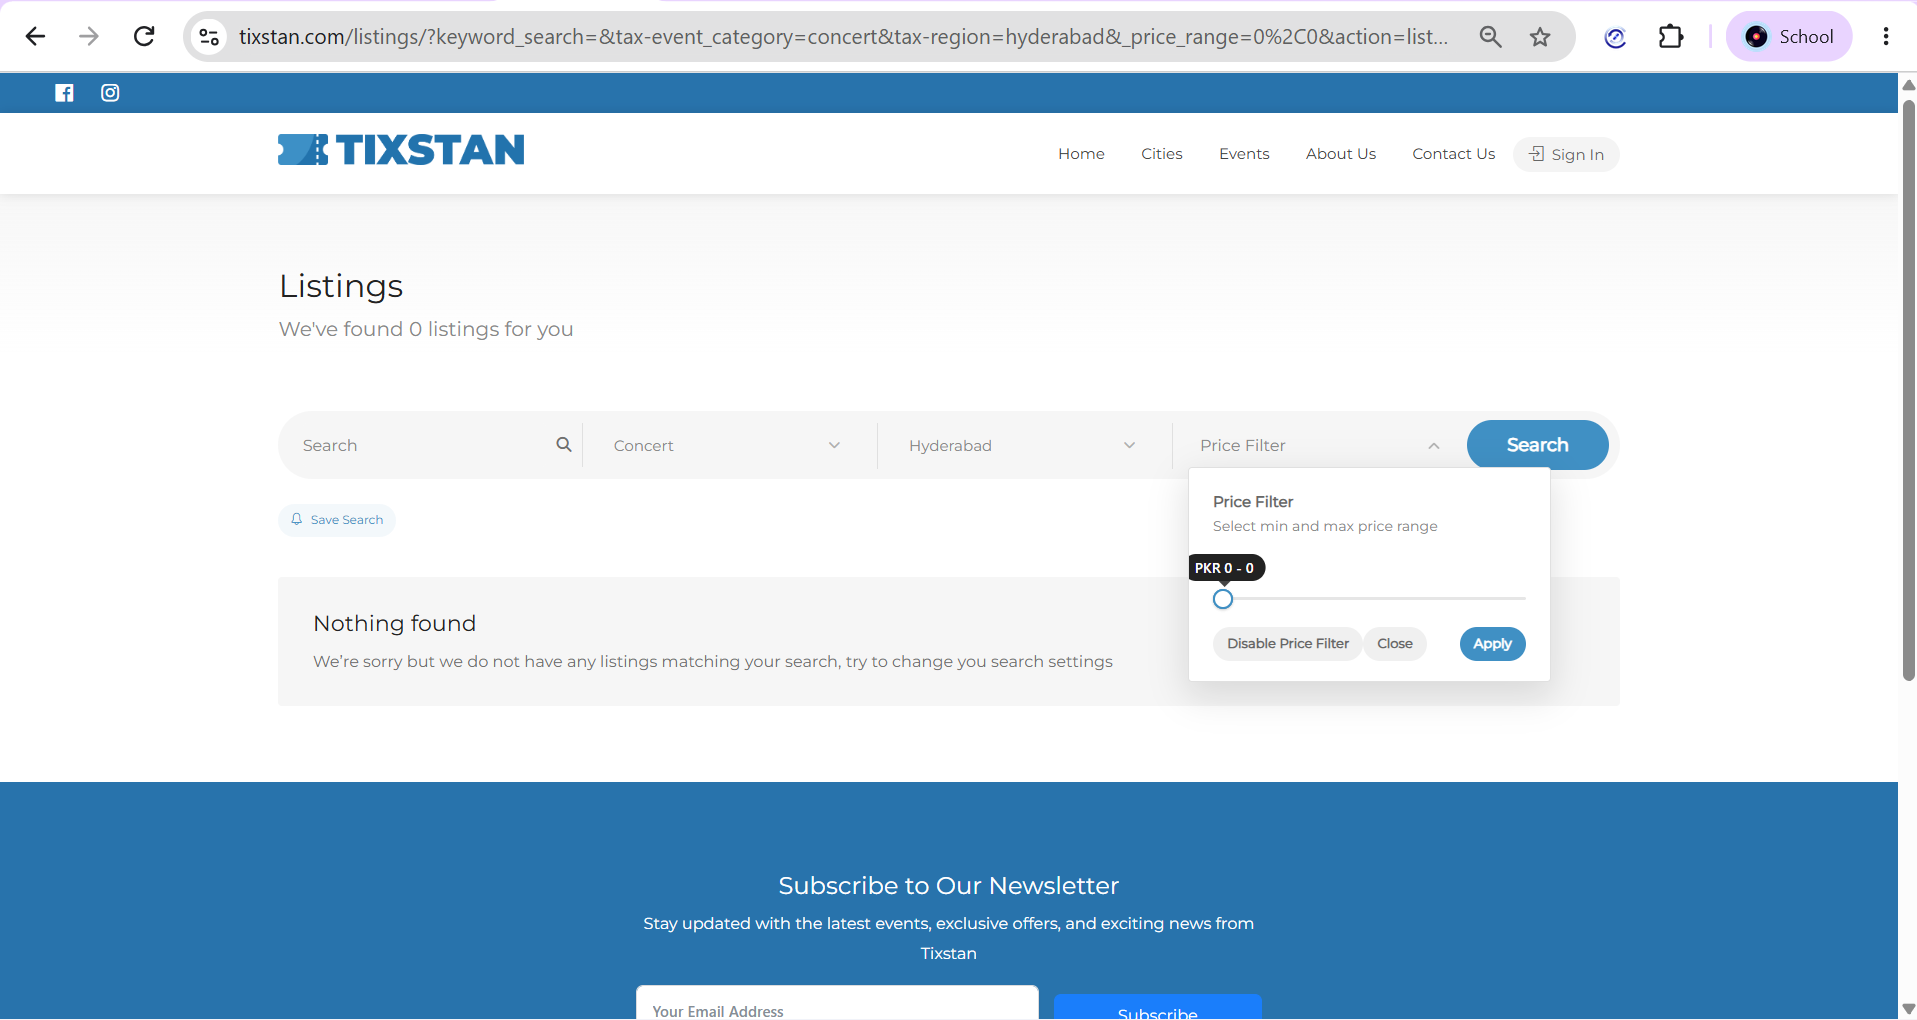 tixstan.com/listings/?keyword_search=&tax-event_category=concert&tax-region=hyderabad&_price_range=0%2C0&action=list...
School
TIXSTAN
Home
Cities
Events
About Us
Contact Us
Sign In
Listings
We've found 0 listings for you
Search
Concert
Hyderabad
Price Filter
Search
Save Search
Price Filter
Select min and max price range
PKR 0 - 0
Disable Price Filter
Close
Apply
Nothing found
We're sorry but we do not have any listings matching your search, try to change you search settings
Subscribe to Our Newsletter
Stay updated with the latest events, exclusive offers, and exciting news from
Tixstan
Your Email Address
Subscribe